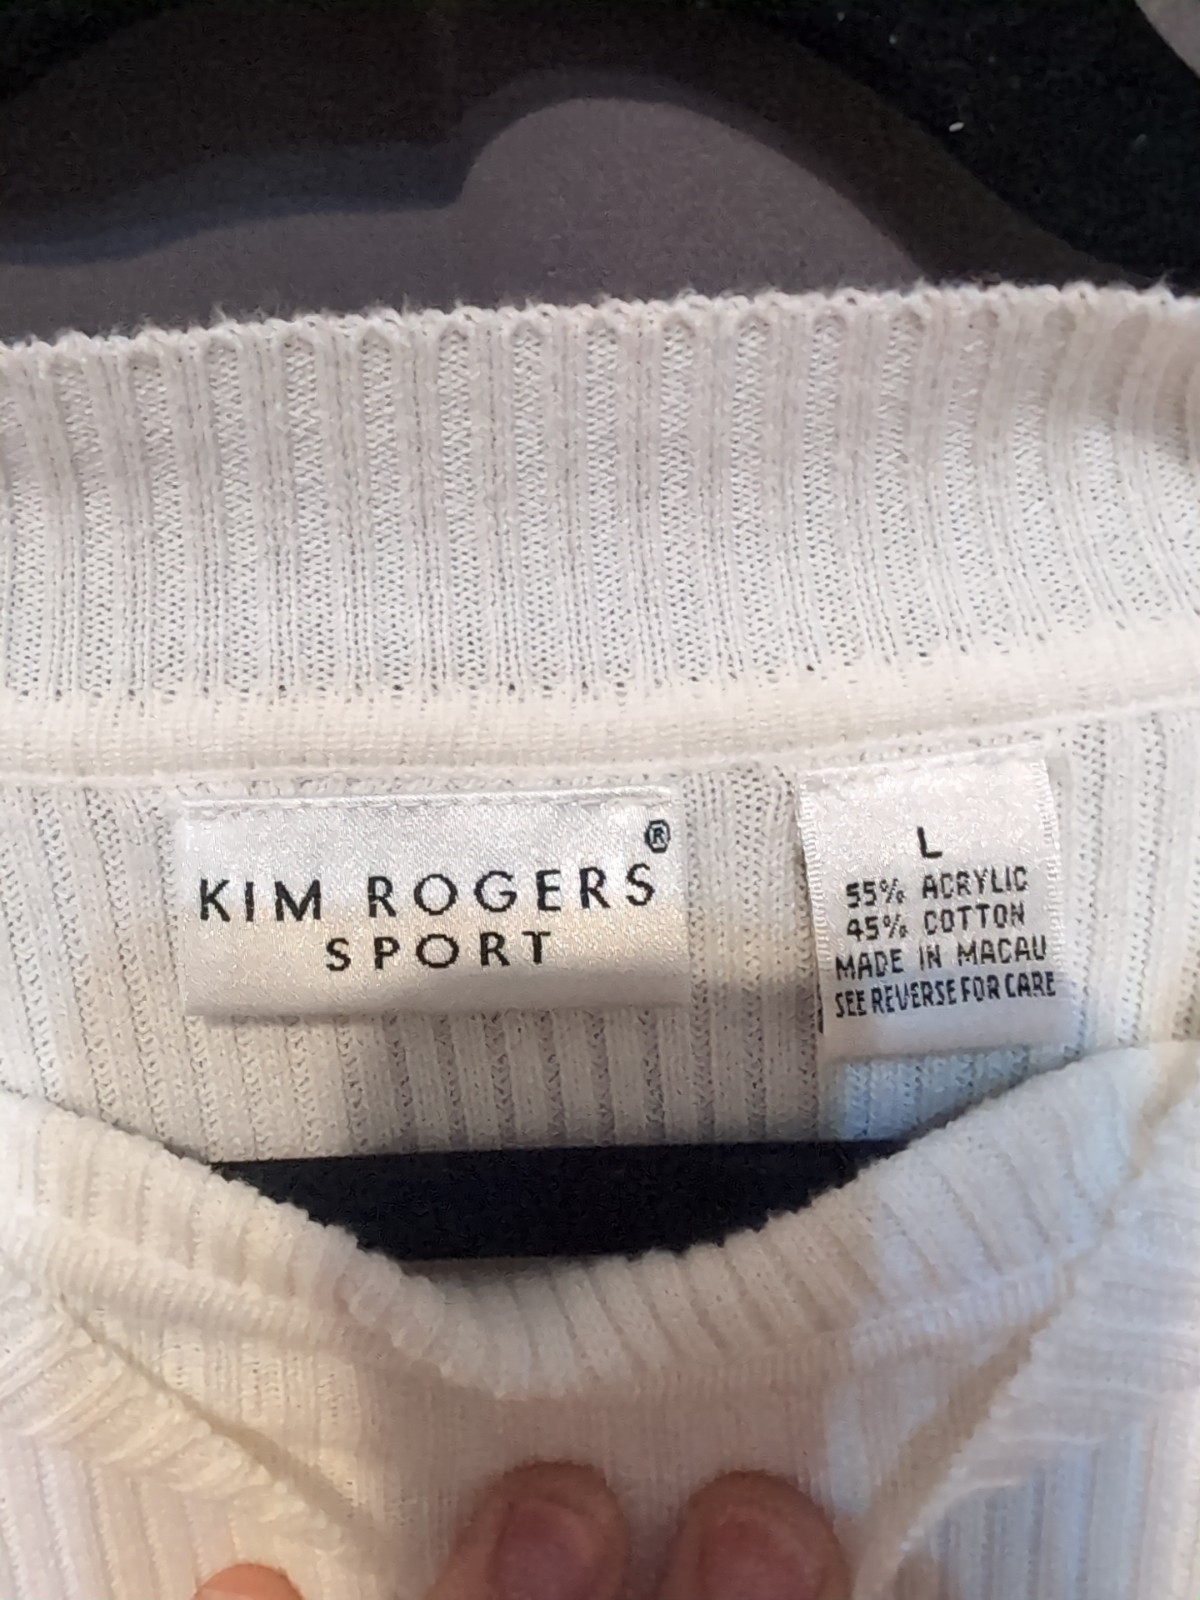 KIM ROGERS®
SPORT
L
55% ACRYLIC
45% COTTON
MADE IN MACAU
SEE REVERSE FOR CARE